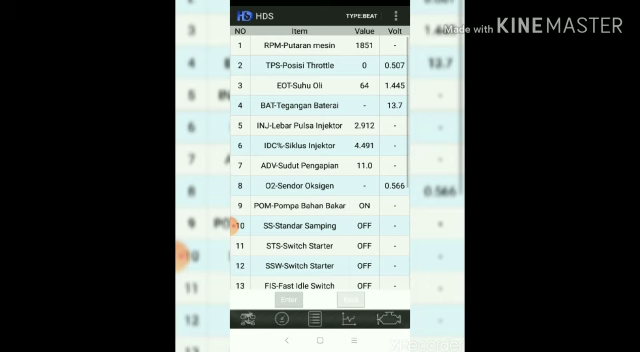 HDS TYPE:BEAT
Made with KINEMASTER
NO Item Value Volt
1 RPM-Putaran mesin 1851 -
2 TPS-Posisi Throttle 0 0.507
3 EOT-Suhu Oli 64 1.445
4 BAT-Tegangan Baterai - 13.7
5 INJ-Lebar Pulsa Injektor 2.912 -
6 IDC%-Siklus Injektor 4.491 -
7 ADV-Sudut Pengapian 11.0 -
8 O2-Sendor Oksigen - 0.566
9 POM-Pompa Bahan Bakar ON -
10 SS-Standar Samping OFF -
11 STS-Switch Starter OFF -
12 SSW-Switch Starter OFF -
13 FIS-Fast Idle Switch OFF -
Enter